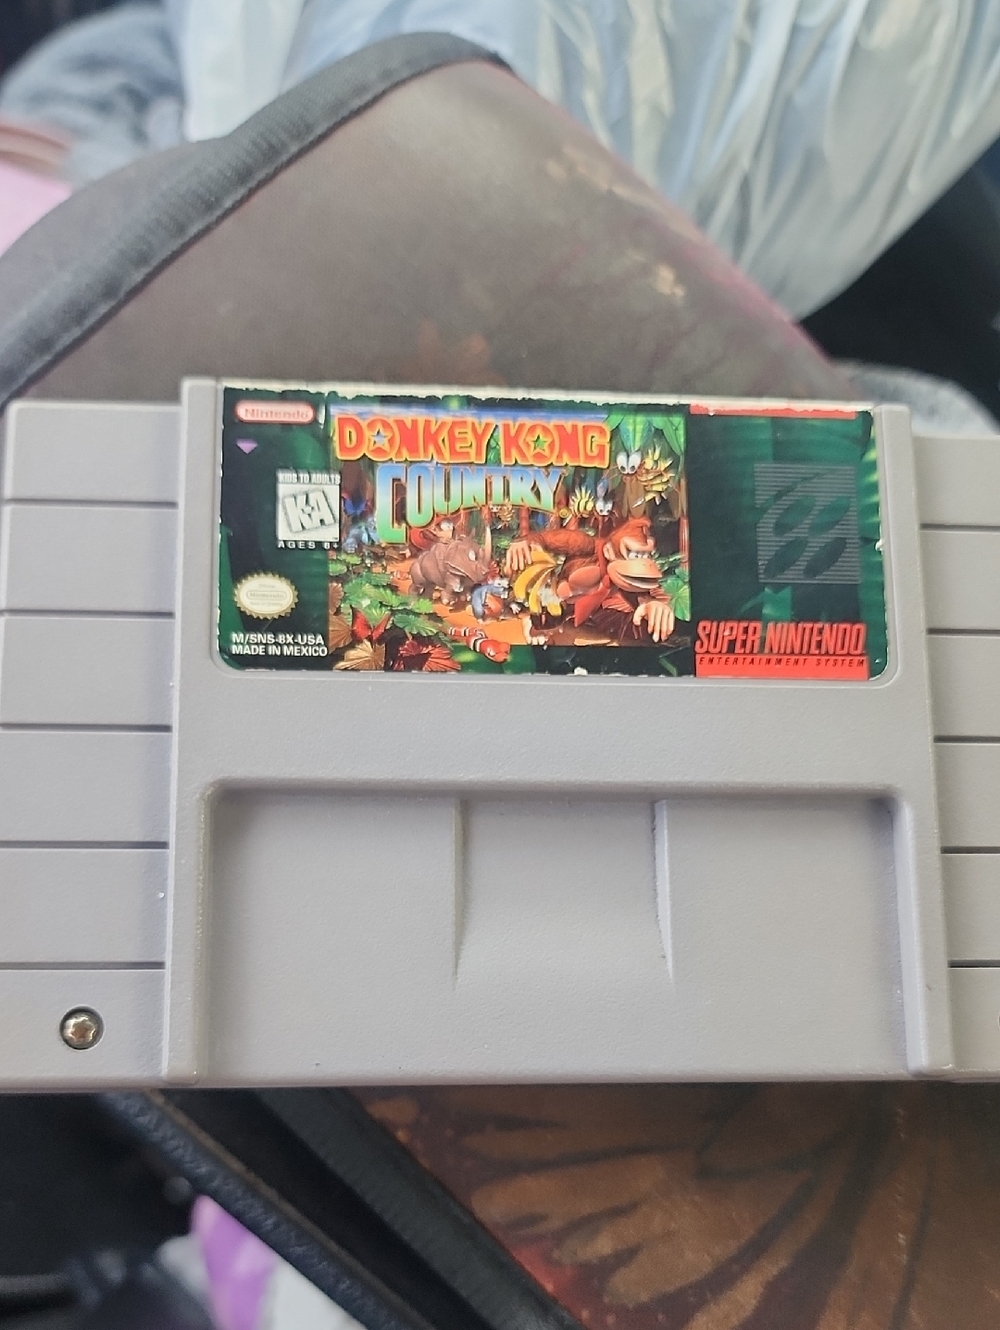 Nintendo
DONKEY KONG
COUNTRY
KIDS TO ADULTS
K-A
AGES 6+
Nintendo
M/SNS-8X-USA
MADE IN MEXICO
SUPER NINTENDO
ENTERTAINMENT SYSTEM